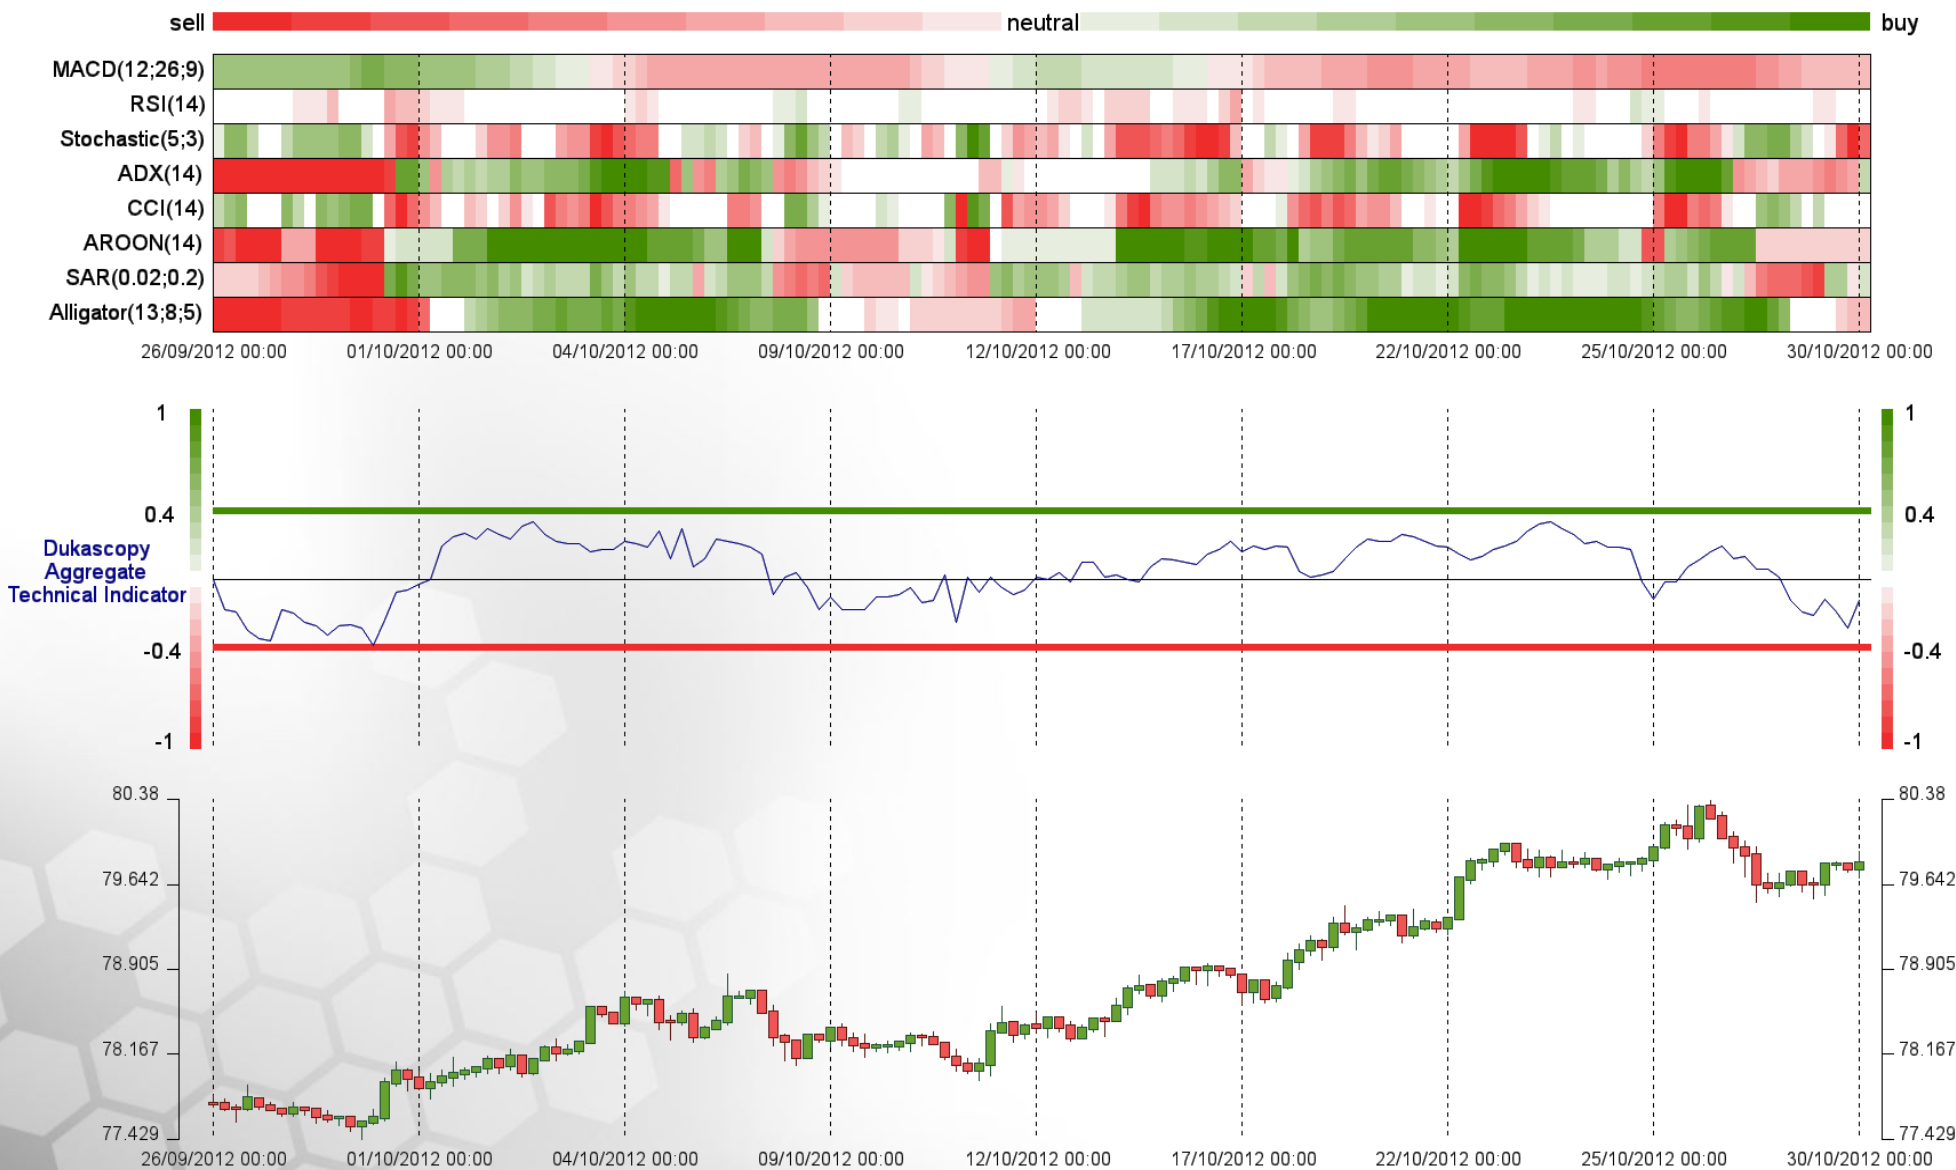 sell neutral buy
MACD(12;26;9)
RSI(14)
Stochastic(5;3)
ADX(14)
CCI(14)
AROON(14)
SAR(0.02;0.2)
Alligator(13;8;5)
26/09/2012 00:00 01/10/2012 00:00 04/10/2012 00:00 09/10/2012 00:00 12/10/2012 00:00 17/10/2012 00:00 22/10/2012 00:00 25/10/2012 00:00 30/10/2012 00:00
1 1
0.4 0.4
Dukascopy
Aggregate
Technical Indicator
-0.4 -0.4
-1 -1
80.38 80.38
79.642 79.642
78.905 78.905
78.167 78.167
77.429 77.429
26/09/2012 00:00 01/10/2012 00:00 04/10/2012 00:00 09/10/2012 00:00 12/10/2012 00:00 17/10/2012 00:00 22/10/2012 00:00 25/10/2012 00:00 30/10/2012 00:00